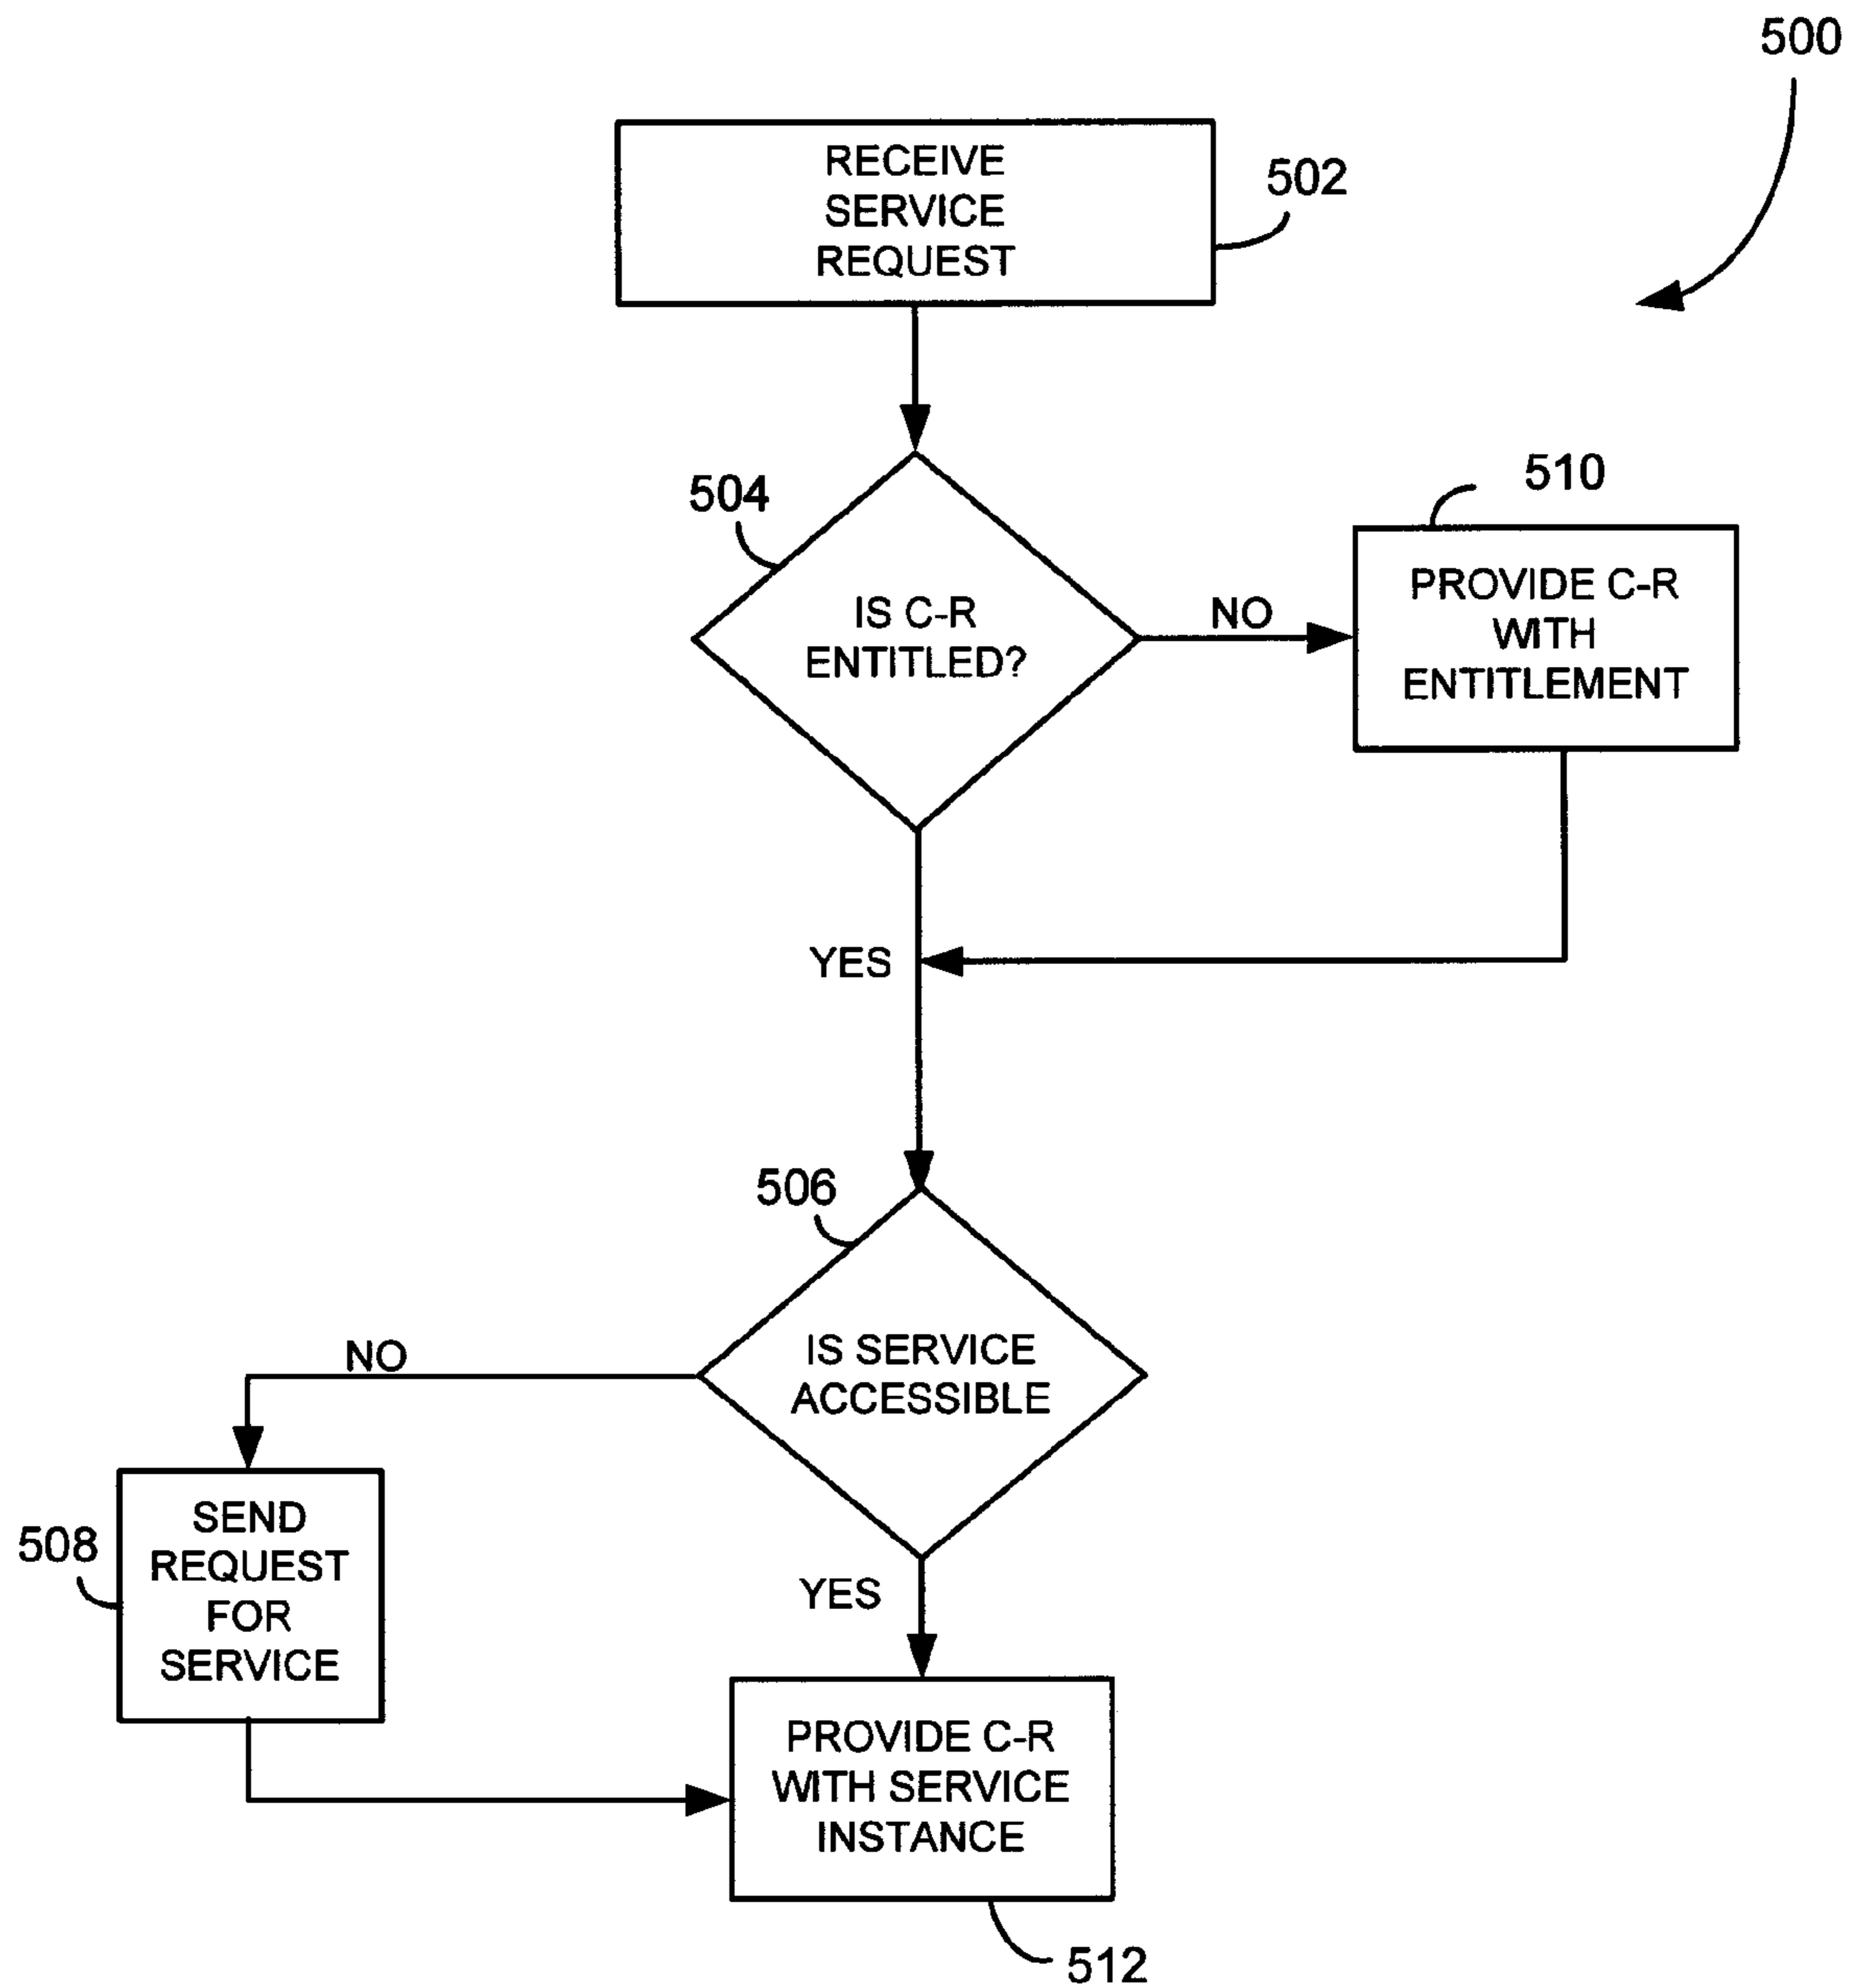 500
RECEIVE
SERVICE
REQUEST
502
504
IS C-R
ENTITLED?
NO
510
PROVIDE C-R
WITH
ENTITLEMENT
YES
506
IS SERVICE
ACCESSIBLE
NO
508
SEND
REQUEST
FOR
SERVICE
YES
PROVIDE C-R
WITH SERVICE
INSTANCE
512